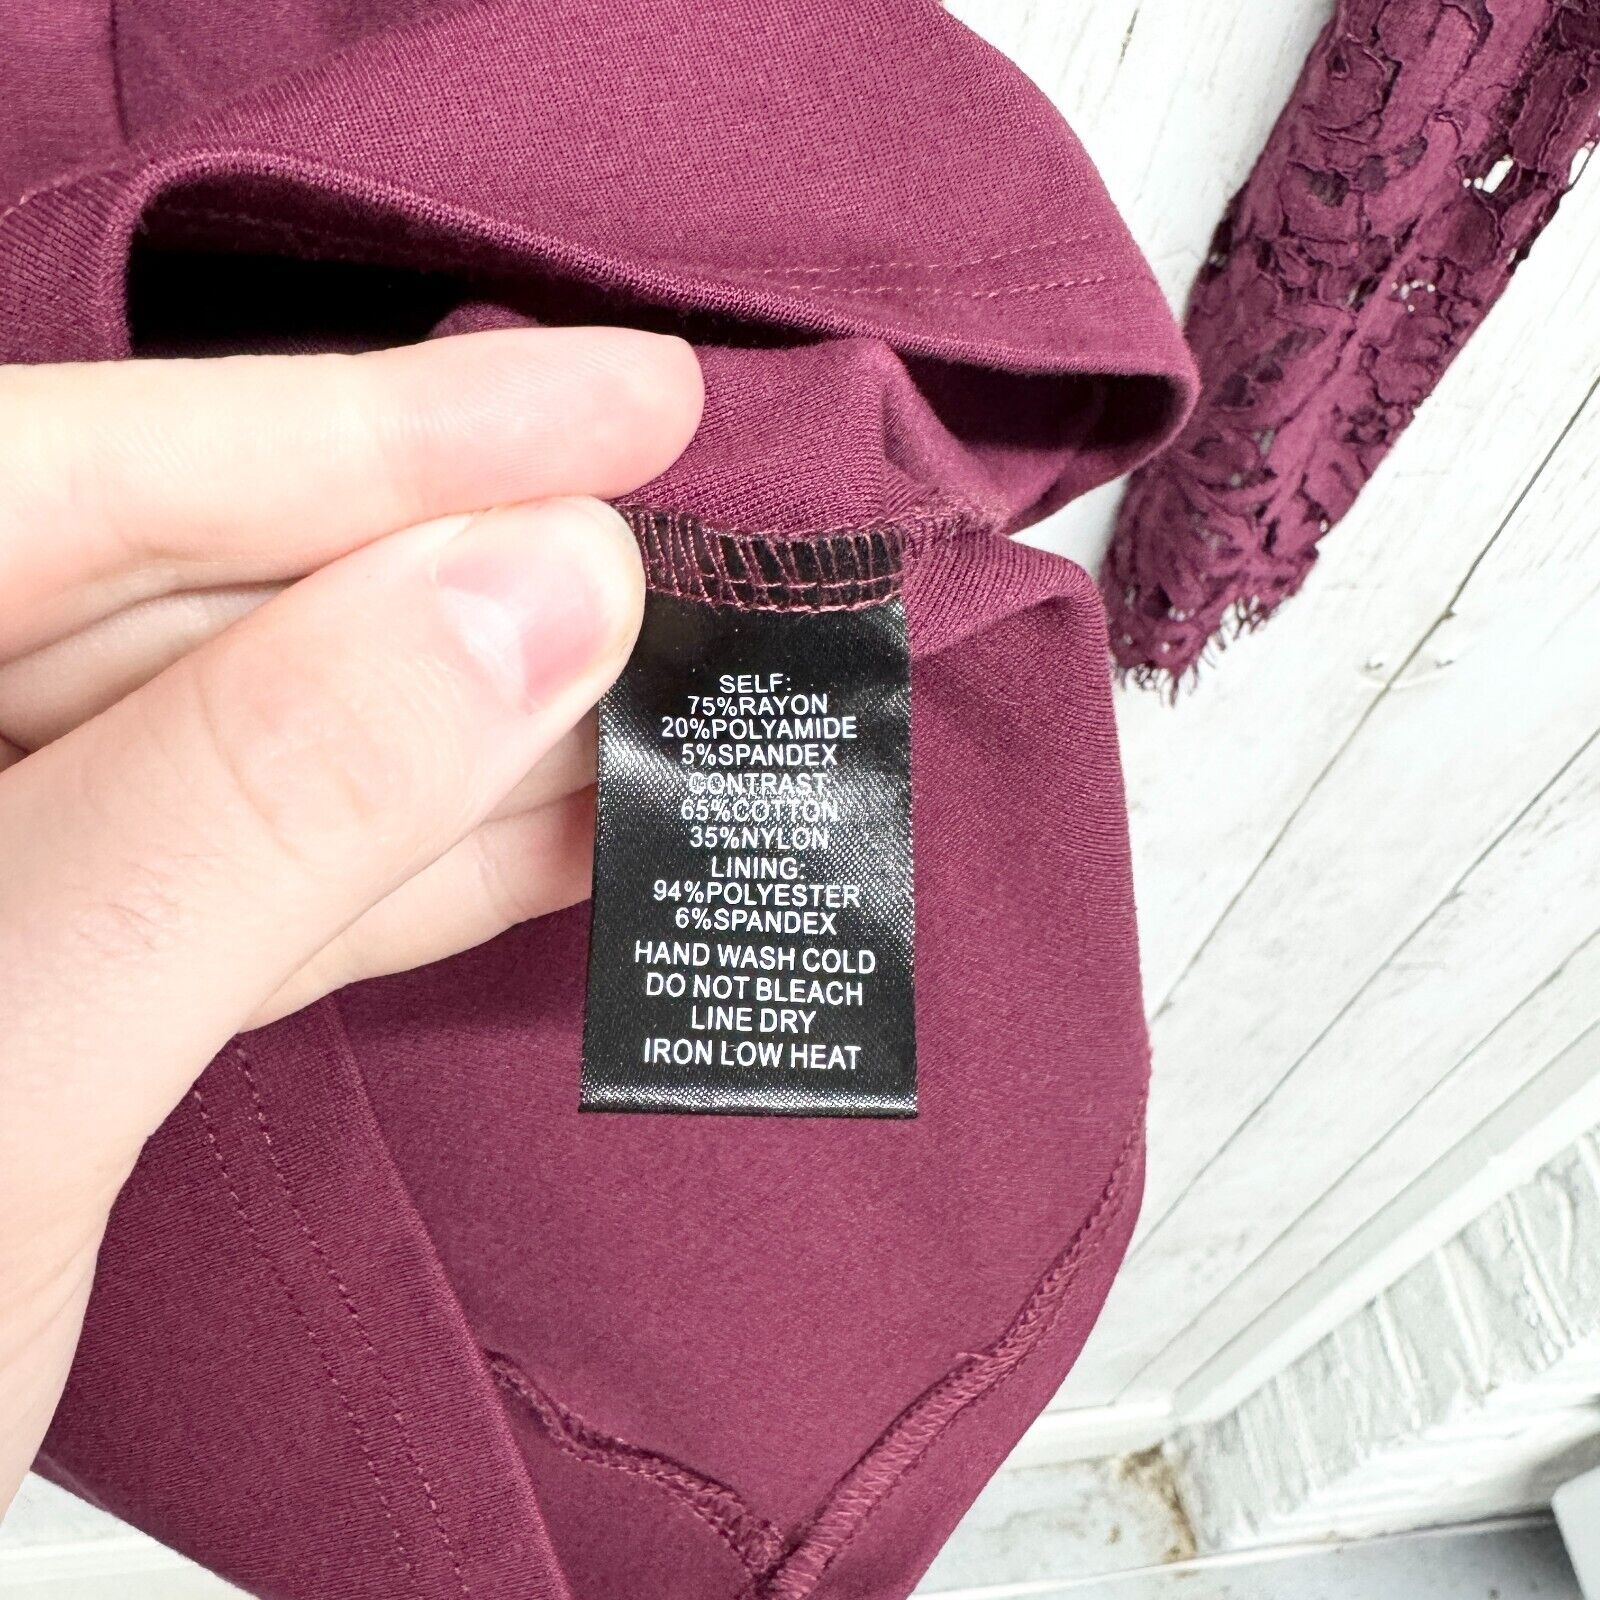 SELF:
75%RAYON
20%POLYAMIDE
5%SPANDEX
CONTRAST:
65%COTTON
35%NYLON
LINING:
94%POLYESTER
6%SPANDEX
HAND WASH COLD
DO NOT BLEACH
LINE DRY
IRON LOW HEAT